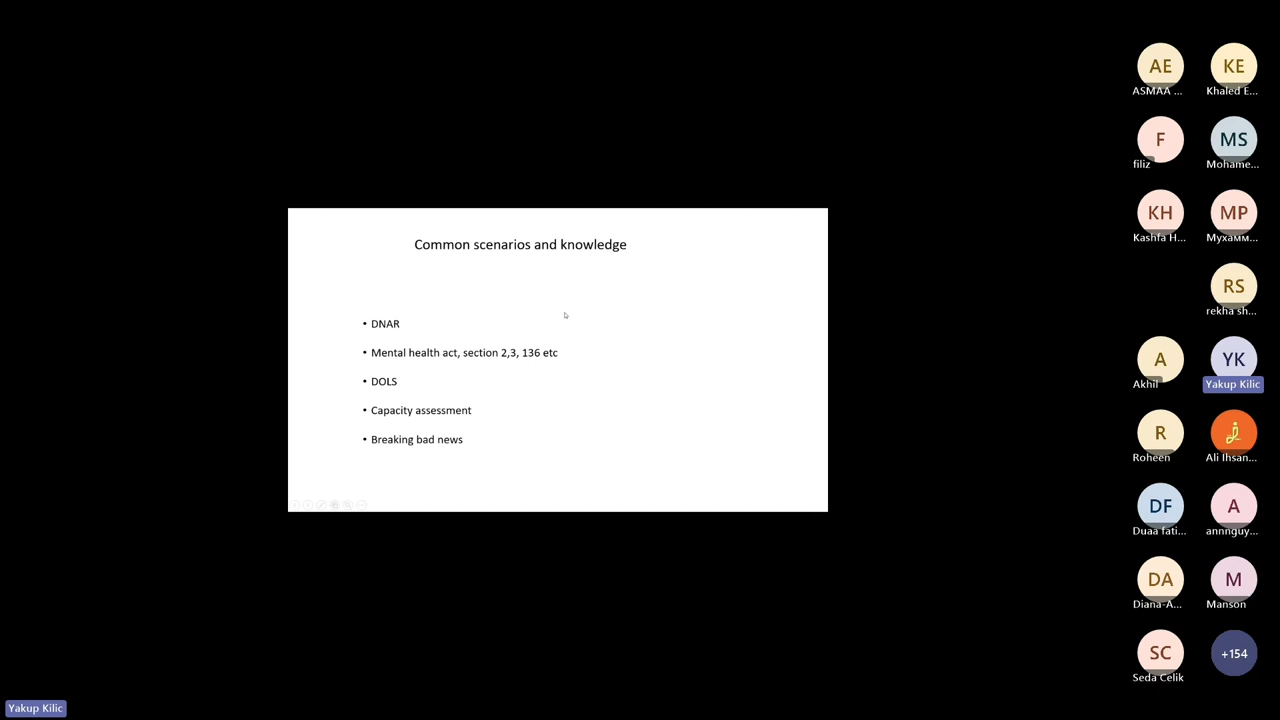 AE
KE
ASMAA ...
Khaled E...
F
MS
filiz
Mohame...
Common scenarios and knowledge
KH
MP
Kashfa H...
Мухамм...
RS
rekha sh...
• DNAR
• Mental health act, section 2,3, 136 etc
• DOLS
• Capacity assessment
• Breaking bad news
A
YK
Akhil
Yakup Kilic
R
Roheen
Ali Ihsan...
DF
A
Duaa fati...
annnguy...
DA
M
Diana-A...
Manson
SC
+154
Seda Celik
Yakup Kilic